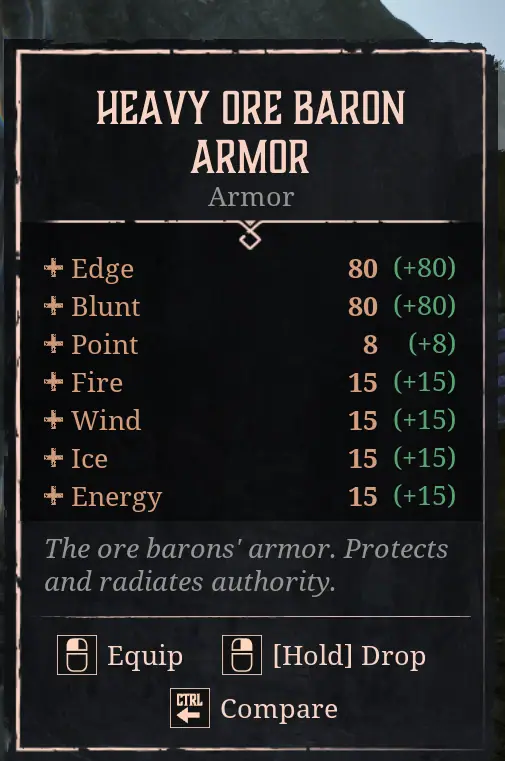 HEAVY ORE BARON
ARMOR
Armor
Edge 80 (+80)
Blunt 80 (+80)
Point 8 (+8)
Fire 15 (+15)
Wind 15 (+15)
Ice 15 (+15)
Energy 15 (+15)
The ore barons' armor. Protects
and radiates authority.
Equip [Hold] Drop
CTRL Compare